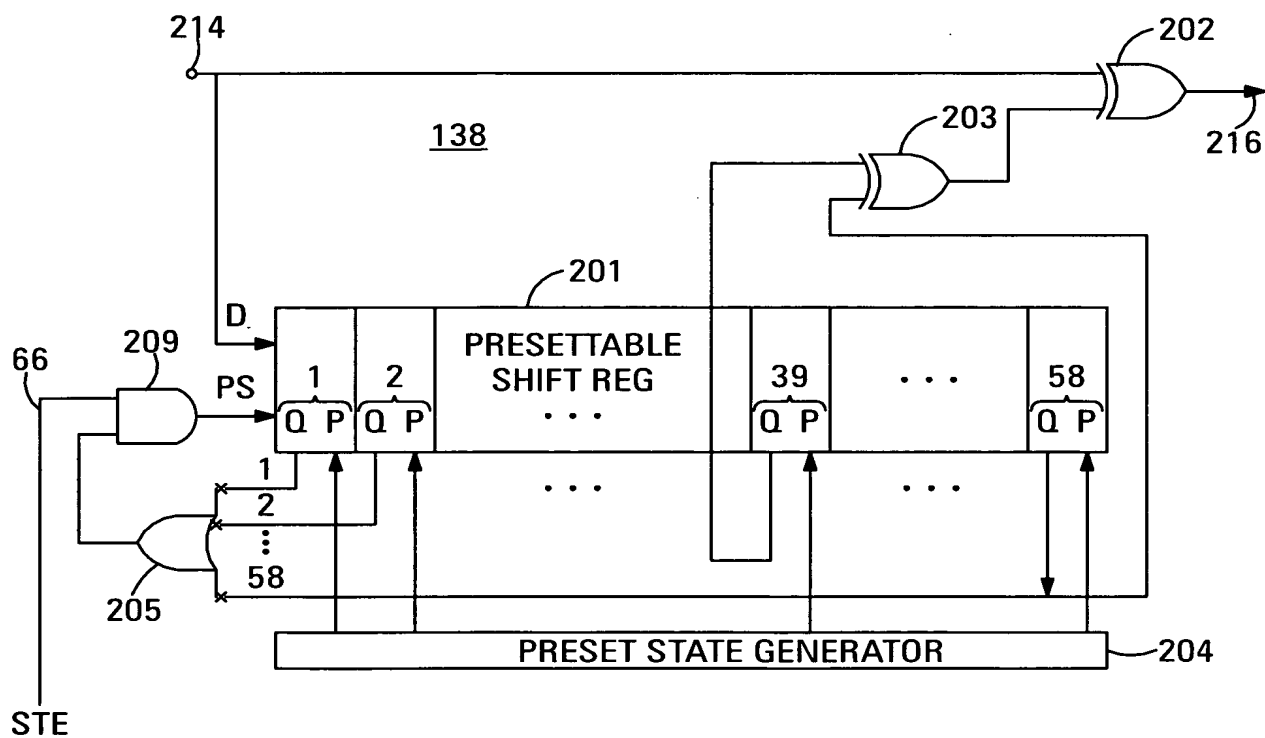 214
202
203
138
216
201
D
209
66
PS
PRESETTABLE
SHIFT REG
1
2
39
58
Q P
Q P
• • •
Q P
• • •
Q P
1
2
58
• • •
• • •
205
PRESET STATE GENERATOR
204
STE